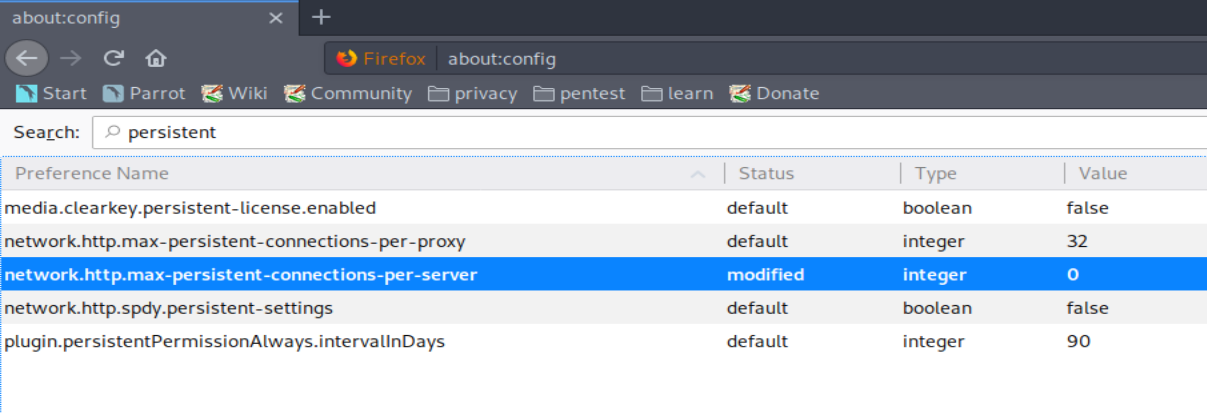 about:config
Firefox about:config
Start Parrot Wiki Community privacy pentest learn Donate
Search: persistent
Preference Name Status Type Value
media.clearkey.persistent-license.enabled default boolean false
network.http.max-persistent-connections-per-proxy default integer 32
network.http.max-persistent-connections-per-server modified integer 0
network.http.spdy.persistent-settings default boolean false
plugin.persistentPermissionAlways.intervalInDays default integer 90